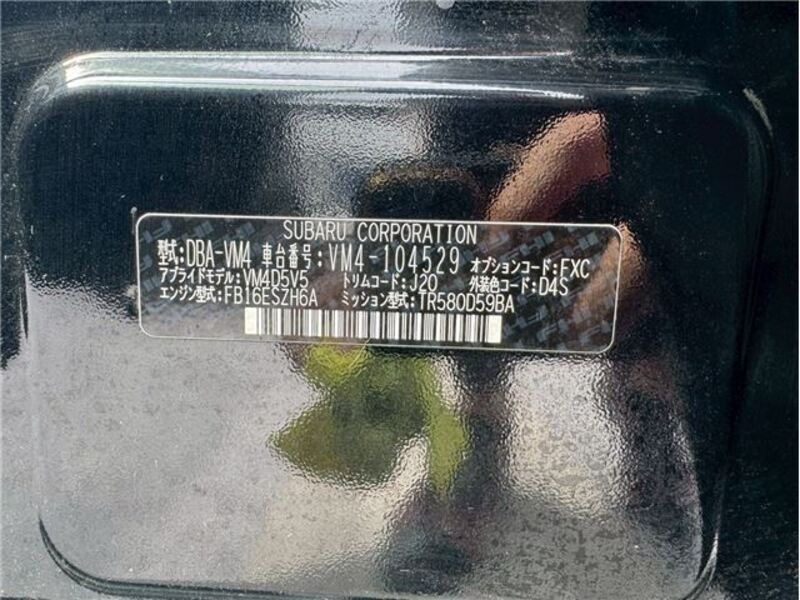 SUBARU CORPORATION
型式:DBA-VM4 車台番号:VM4-104529 オプションコード:FXC
アプライドモデル:VM4D5V5 トリムコード:J20 外装色コード:D4S
エンジン型式:FB16ESZH6A ミッション型式:TR580D59BA